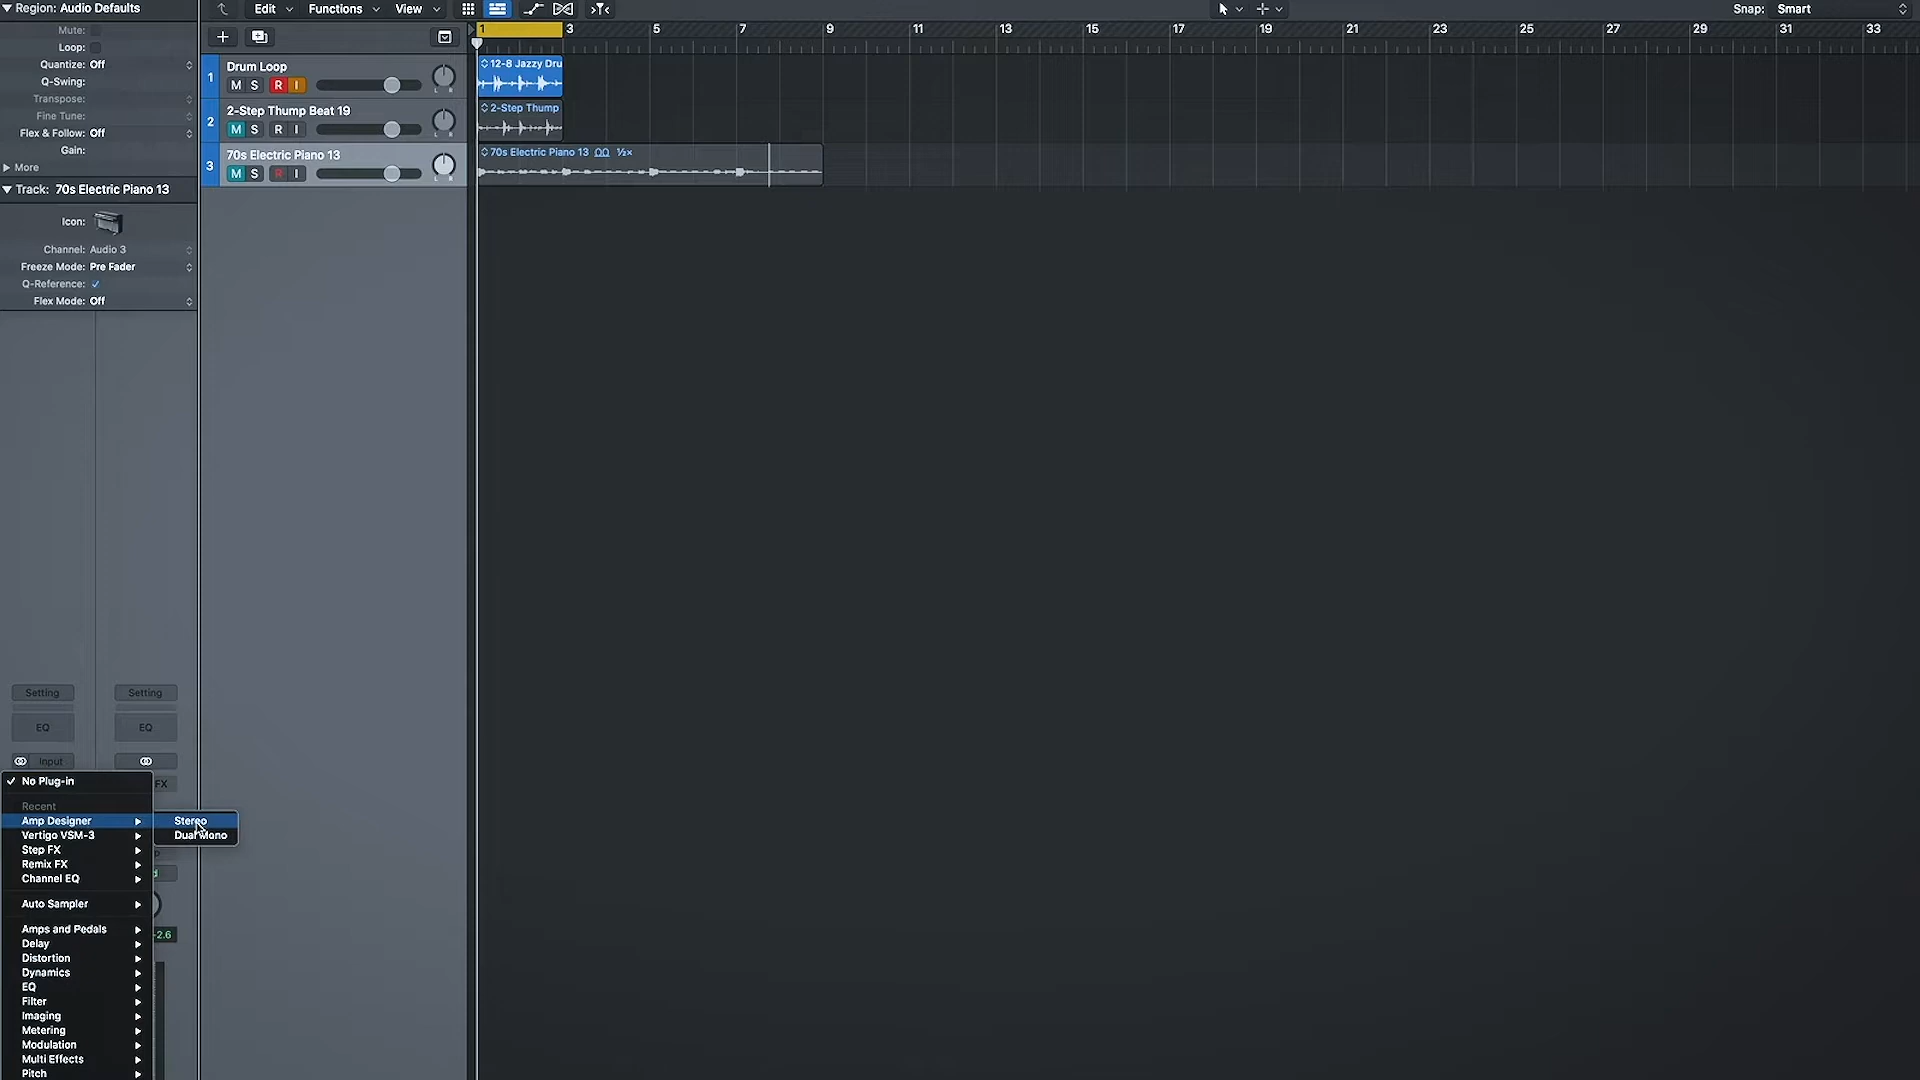 Region: Audio Defaults
Mute:
Loop:
Quantize: Off
Q-Swing:
Transpose:
Fine Tune:
Flex & Follow: Off
Gain:
More
Track: 70s Electric Piano 13
Icon:
Channel: Audio 3
Freeze Mode: Pre Fader
Q-Reference:
Flex Mode: Off
Edit Functions View
Snap: Smart
1 3 5 7 9 11 13 15 17 19 21 23 25 27 29 31 33
1 Drum Loop
M S R I
L R
12-8 Jazzy Dru
2 2-Step Thump Beat 19
M S R I
L R
2-Step Thump
3 70s Electric Piano 13
M S R I
L R
70s Electric Piano 13 ½×
Setting Setting
EQ EQ
Input
No Plug-in
FX
Recent
Amp Designer
Stereo
Vertigo VSM-3
Dual Mono
Step FX
Remix FX
Channel EQ
Auto Sampler
Amps and Pedals
-2.6
Delay
Distortion
Dynamics
EQ
Filter
Imaging
Metering
Modulation
Multi Effects
Pitch